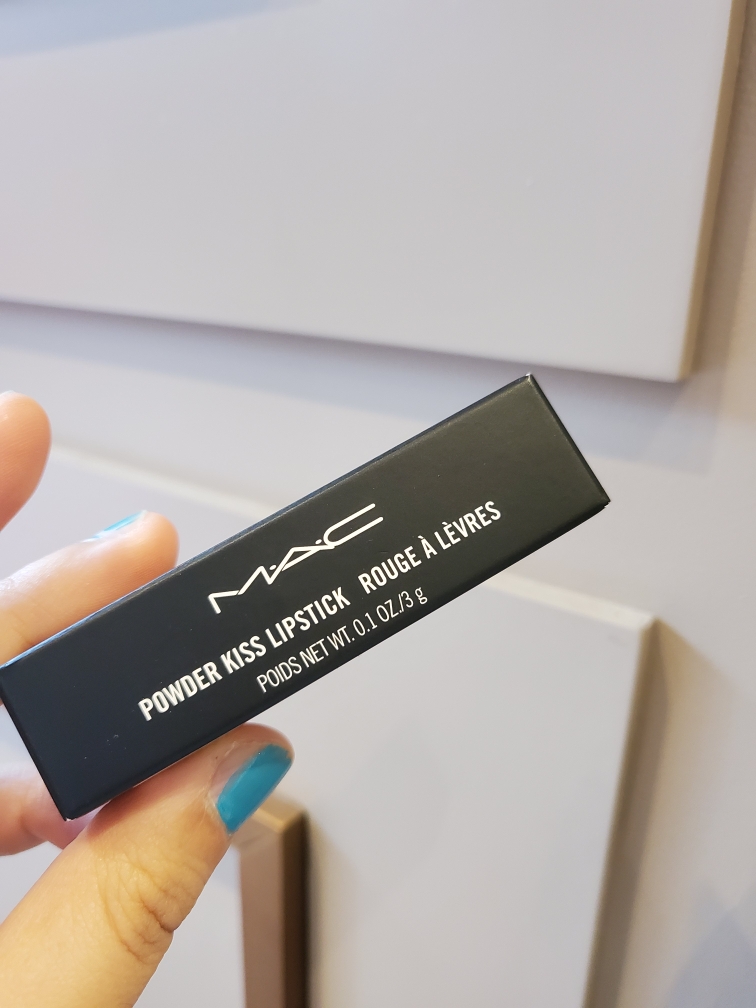 M·A·C
POWDER KISS LIPSTICK ROUGE À LÈVRES
POIDS NET WT. 0.1 OZ./3 g